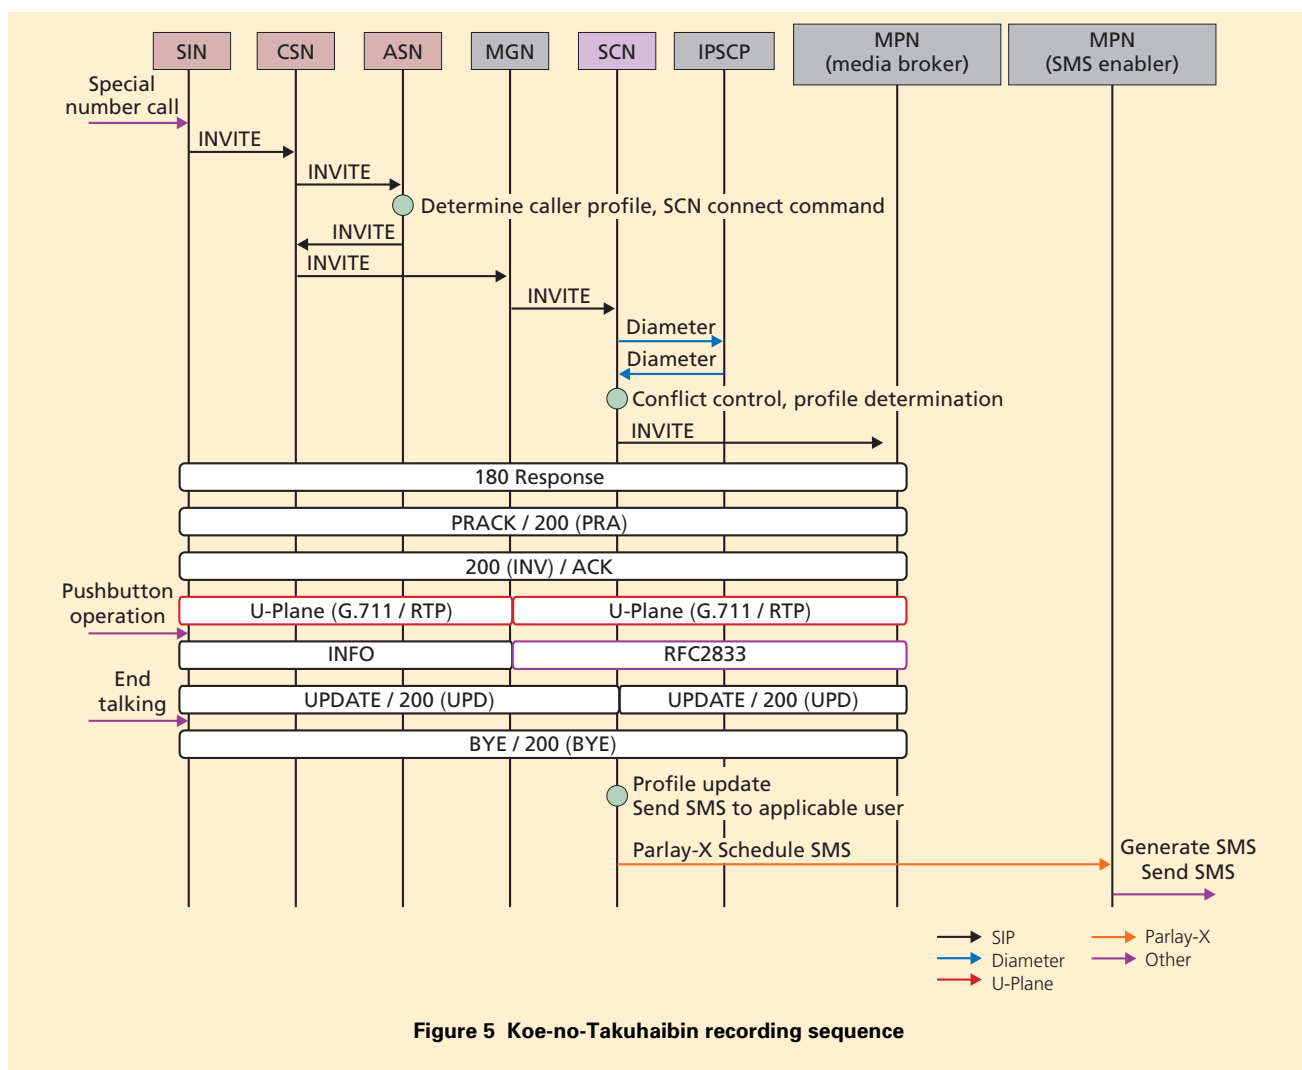 SIN
CSN
ASN
MGN
SCN
IPSCP
MPN
(media broker)
MPN
(SMS enabler)
Special
number call
INVITE
INVITE
Determine caller profile, SCN connect command
INVITE
INVITE
INVITE
Diameter
Diameter
Conflict control, profile determination
INVITE
180 Response
PRACK / 200 (PRA)
200 (INV) / ACK
Pushbutton
operation
U-Plane (G.711 / RTP)
U-Plane (G.711 / RTP)
INFO
RFC2833
End
talking
UPDATE / 200 (UPD)
UPDATE / 200 (UPD)
BYE / 200 (BYE)
Profile update
Send SMS to applicable user
Parlay-X Schedule SMS
Generate SMS
Send SMS
SIP
Diameter
U-Plane
Parlay-X
Other
Figure 5 Koe-no-Takuhaibin recording sequence